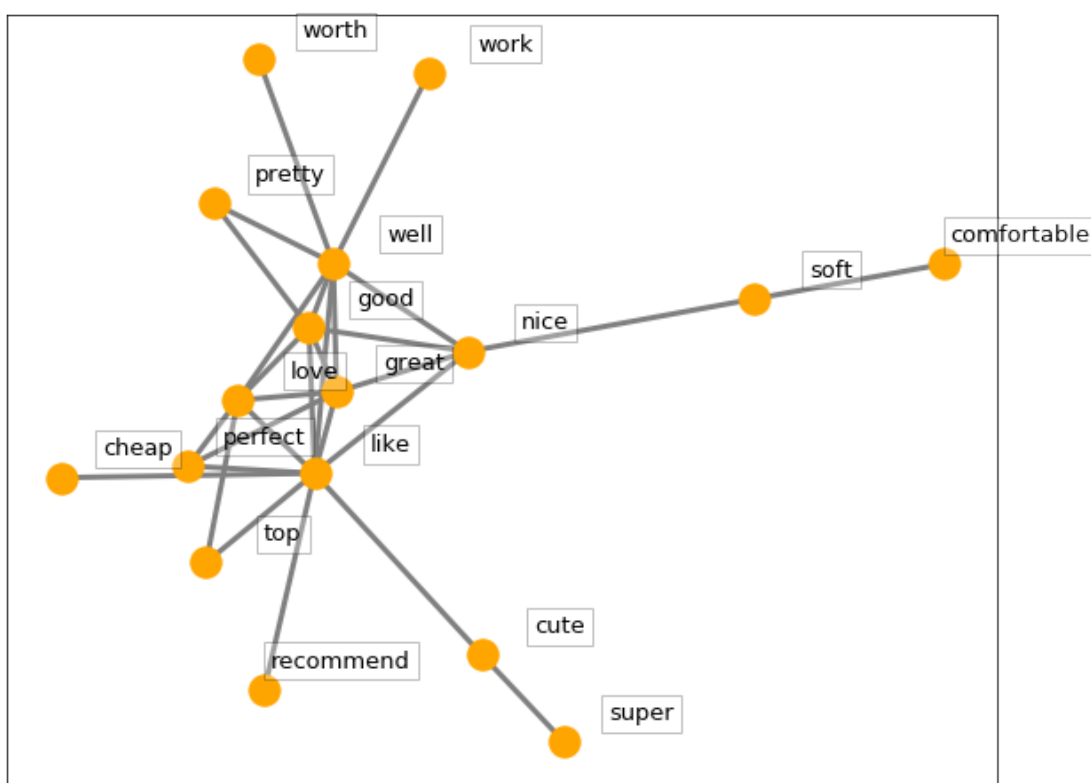 worth
work
pretty
well
comfortable
soft
good
nice
great
love
perfect
like
cheap
top
cute
recommend
super